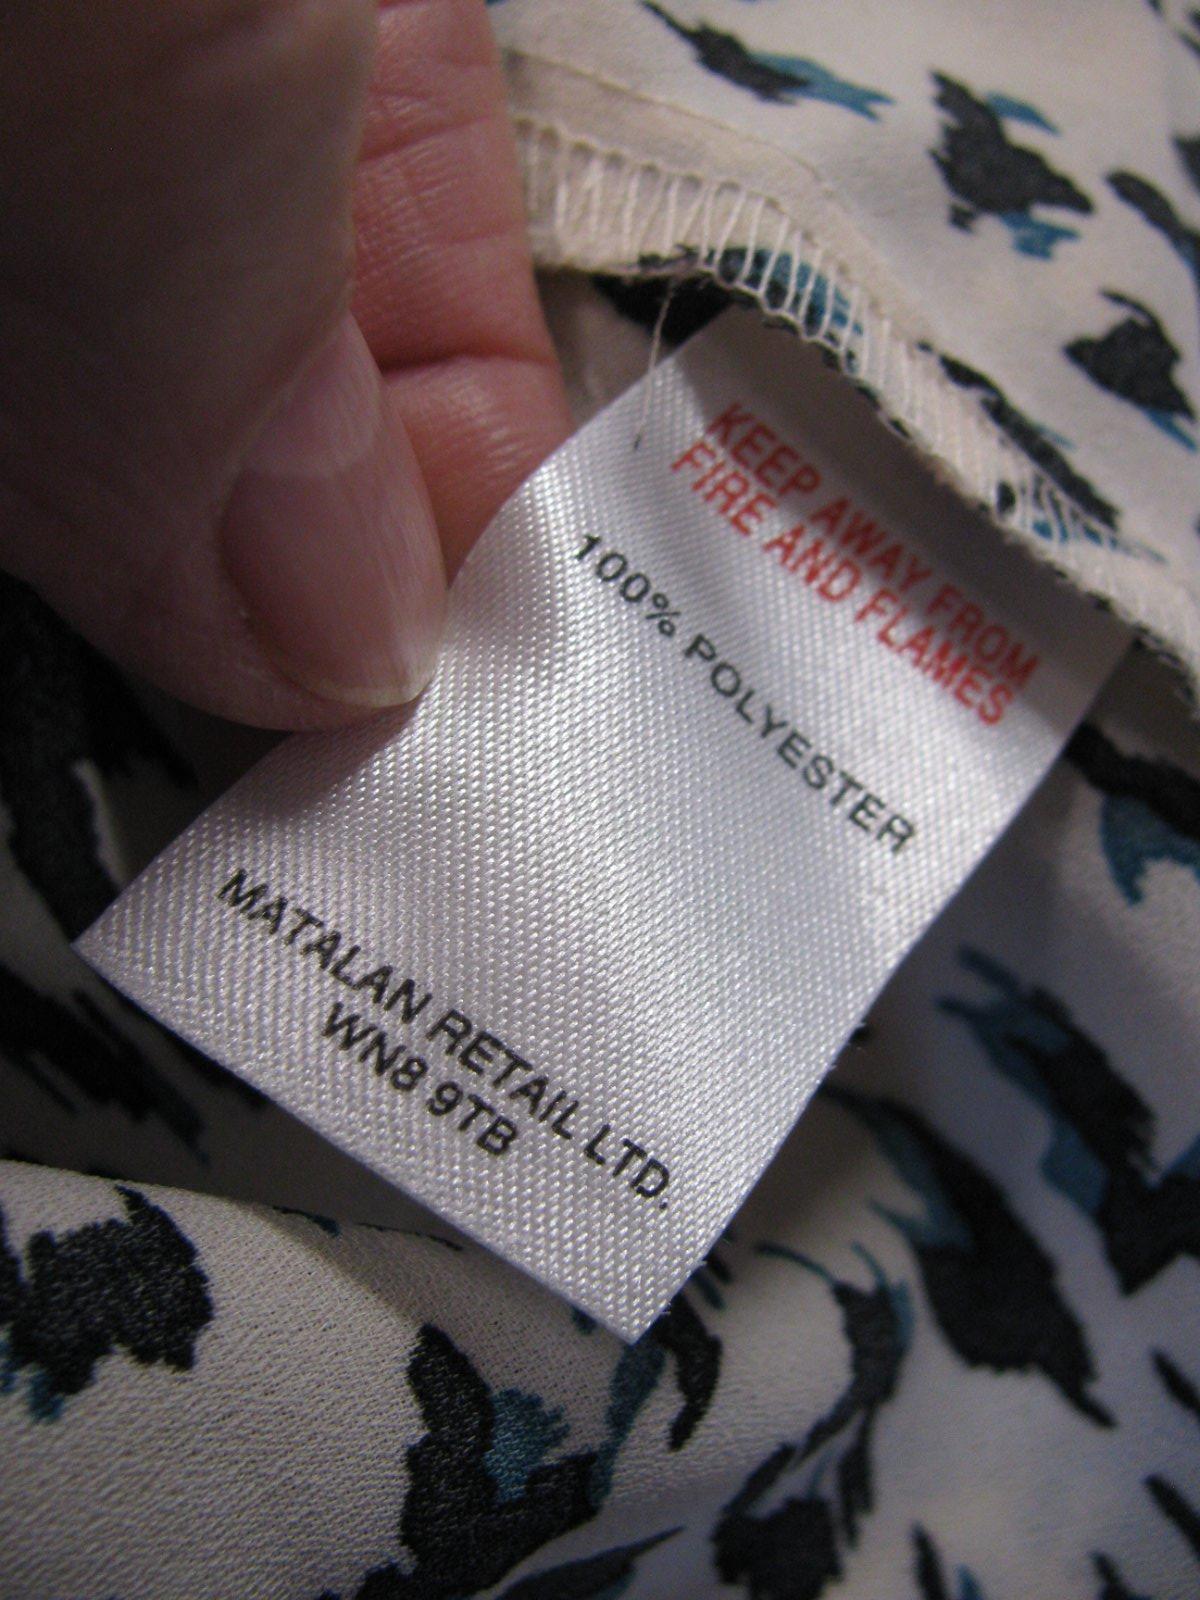 KEEP AWAY FROM
FIRE AND FLAMES
100% POLYESTER
MATALAN RETAIL LTD.
WN8 9TB